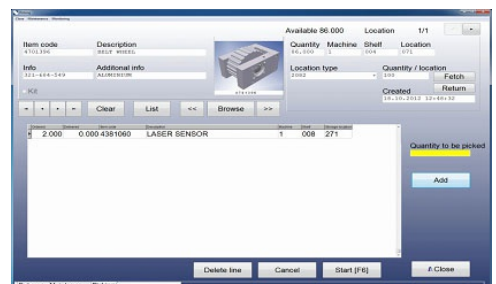 Available 86.000 Location 1/1
Item code Description Quantity Machine Shelf Location
4701396 BELT WHEEL 86.000 1 004 071
Info Additional info Location type Quantity / location
321-464-549 ALUMINIUM 2002 100
Fetch
Kit Created Return
16.10.2012 12:48:32
Clear List << Browse >>
2.000 0.000 4381060 LASER SENSOR 1 008 271
Quantity to be picked
Add
Delete line Cancel Start [F6] Close